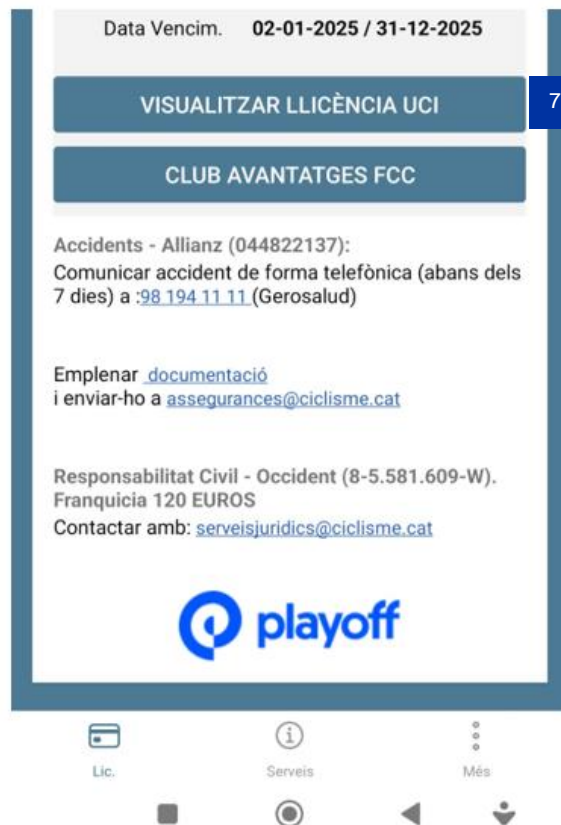 Data Vencim. 02-01-2025 / 31-12-2025
VISUALITZAR LLICÈNCIA UCI
7
CLUB AVANTATGES FCC
Accidents - Allianz (044822137):
Comunicar accident de forma telefònica (abans dels
7 dies) a :98 194 11 11 (Gerosalud)
Emplenar documentació
i enviar-ho a assegurances@ciclisme.cat
Responsabilitat Civil - Occident (8-5.581.609-W).
Franquicia 120 EUROS
Contactar amb: serveisjuridics@ciclisme.cat
playoff
Lic. Serveis Més